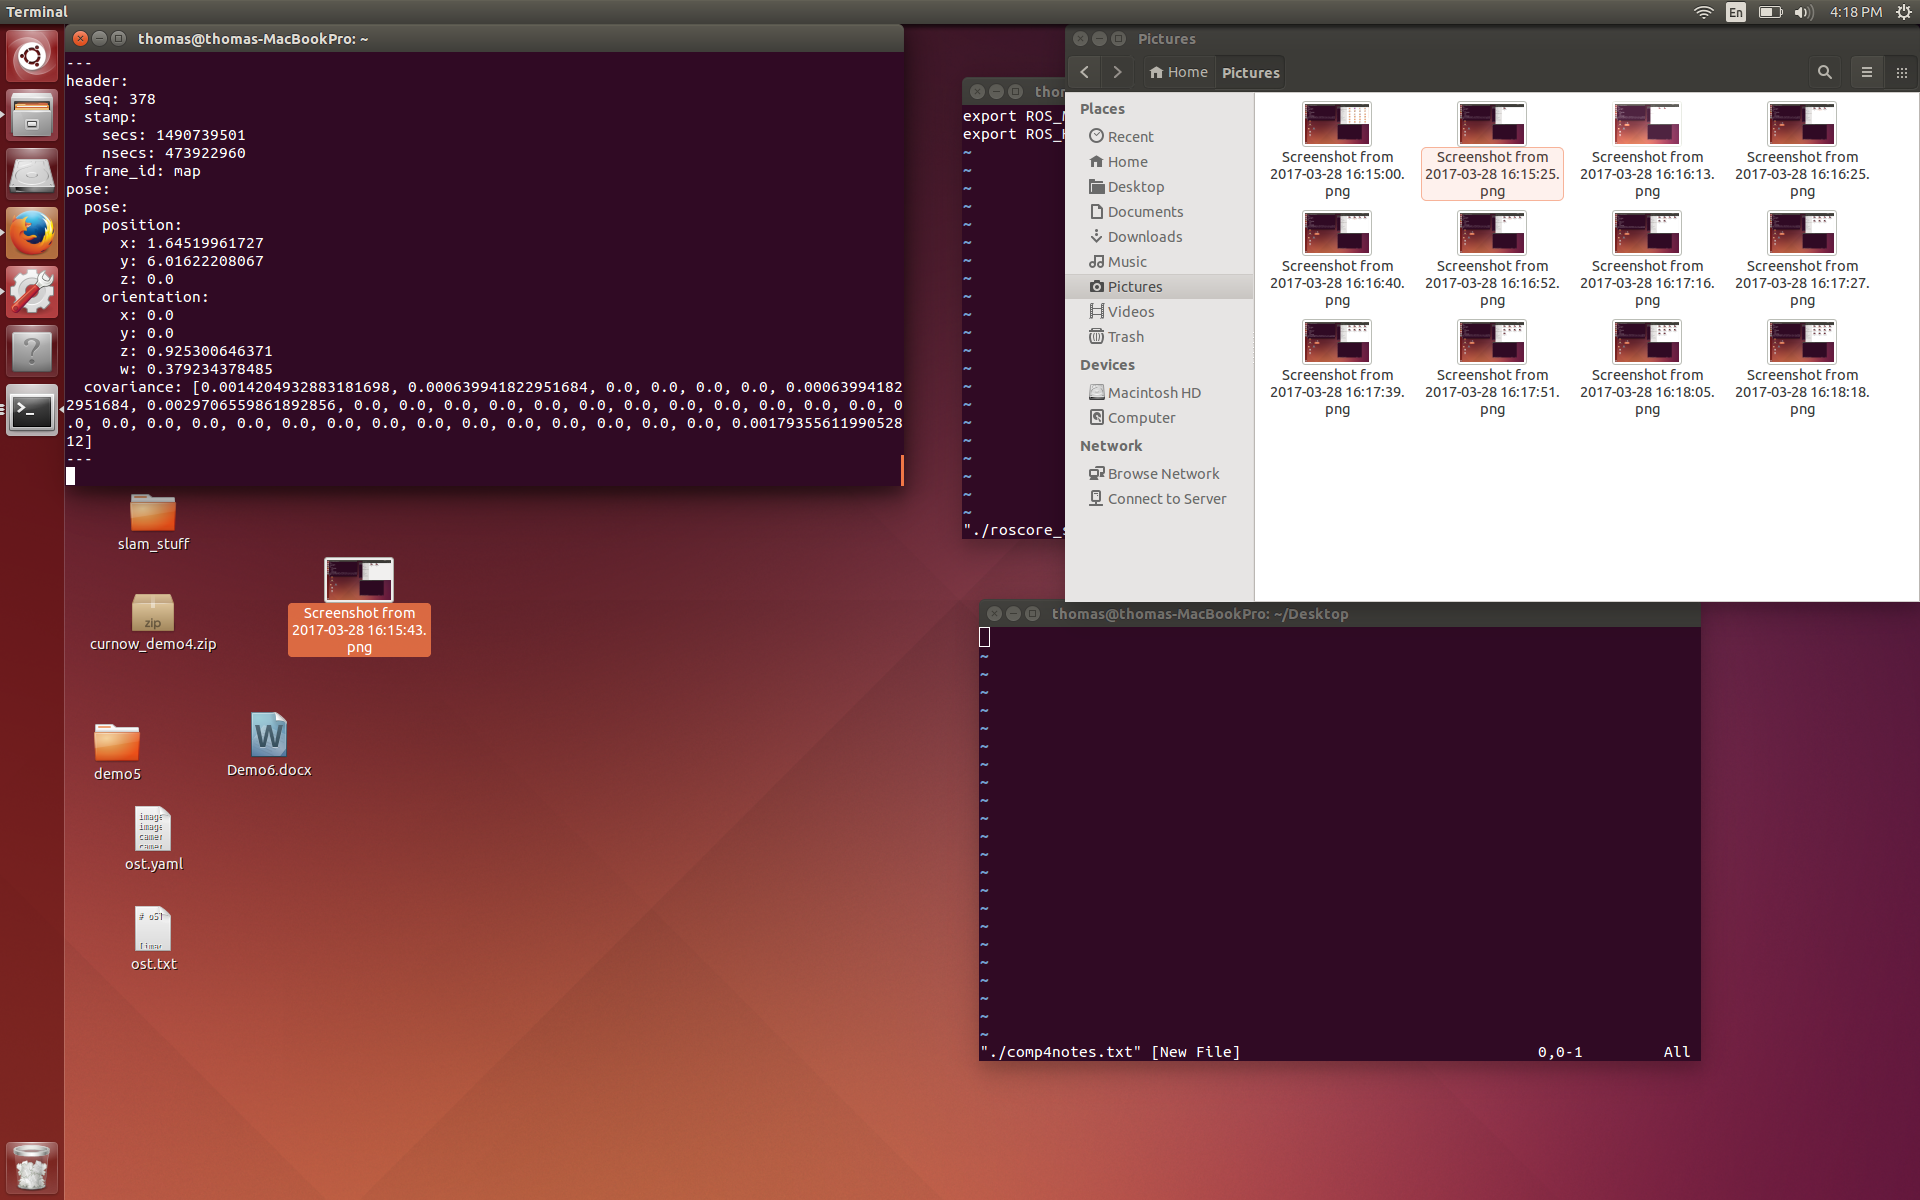 Terminal
En
4:18 PM
thomas@thomas-MacBookPro: ~
---
header:
seq: 378
stamp:
secs: 1490739501
nsecs: 473922960
frame_id: map
pose:
pose:
position:
x: 1.64519961727
y: 6.01622208067
z: 0.0
orientation:
x: 0.0
y: 0.0
z: 0.925300646371
w: 0.379234378485
covariance: [0.0014204932883181698, 0.000639941822951684, 0.0, 0.0, 0.0, 0.0, 0.00063994182
2951684, 0.0029706559861892856, 0.0, 0.0, 0.0, 0.0, 0.0, 0.0, 0.0, 0.0, 0.0, 0.0, 0.0, 0.0, 0
.0, 0.0, 0.0, 0.0, 0.0, 0.0, 0.0, 0.0, 0.0, 0.0, 0.0, 0.0, 0.0, 0.0, 0.0, 0.00179355611990528
12]
---
export ROS_
export ROS_
"./roscore_s
Pictures
Home
Pictures
Places
Recent
Home
Desktop
Documents
Downloads
Music
Pictures
Videos
Trash
Devices
Macintosh HD
Computer
Network
Browse Network
Connect to Server
Screenshot from
2017-03-28 16:15:00.
png
Screenshot from
2017-03-28 16:15:25.
png
Screenshot from
2017-03-28 16:16:13.
png
Screenshot from
2017-03-28 16:16:25.
png
Screenshot from
2017-03-28 16:16:40.
png
Screenshot from
2017-03-28 16:16:52.
png
Screenshot from
2017-03-28 16:17:16.
png
Screenshot from
2017-03-28 16:17:27.
png
Screenshot from
2017-03-28 16:17:39.
png
Screenshot from
2017-03-28 16:17:51.
png
Screenshot from
2017-03-28 16:18:05.
png
Screenshot from
2017-03-28 16:18:18.
png
slam_stuff
zip
curnow_demo4.zip
Screenshot from
2017-03-28 16:15:43.
png
demo5
W
Demo6.docx
ost.yaml
ost.txt
thomas@thomas-MacBookPro: ~/Desktop
"./comp4notes.txt" [New File]
0,0-1
All